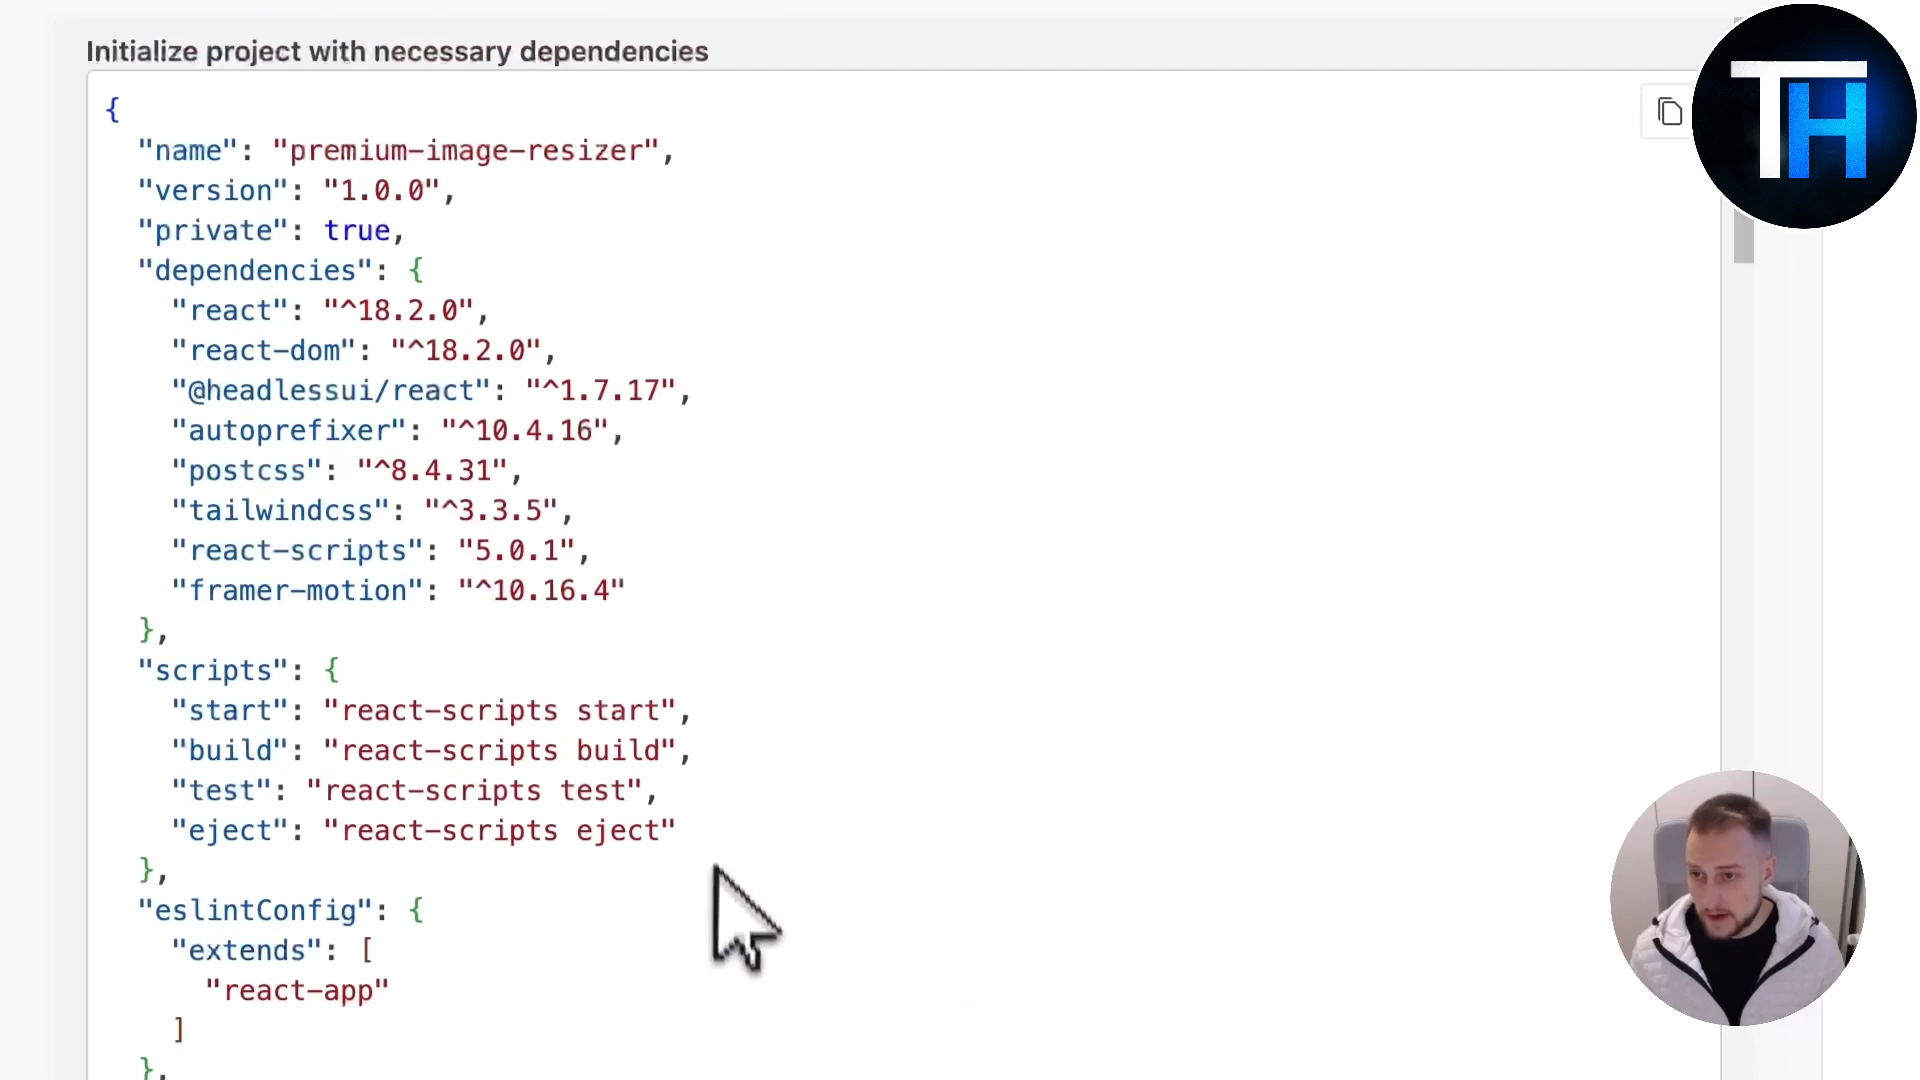 Initialize project with necessary dependencies
TH
{
"name": "premium-image-resizer",
"version": "1.0.0",
"private": true,
"dependencies": {
"react": "^18.2.0",
"react-dom": "^18.2.0",
"@headlessui/react": "^1.7.17",
"autoprefixer": "^10.4.16",
"postcss": "^8.4.31",
"tailwindcss": "^3.3.5",
"react-scripts": "5.0.1",
"framer-motion": "^10.16.4"
},
"scripts": {
"start": "react-scripts start",
"build": "react-scripts build",
"test": "react-scripts test",
"eject": "react-scripts eject"
},
"eslintConfig": {
"extends": [
"react-app"
]
},